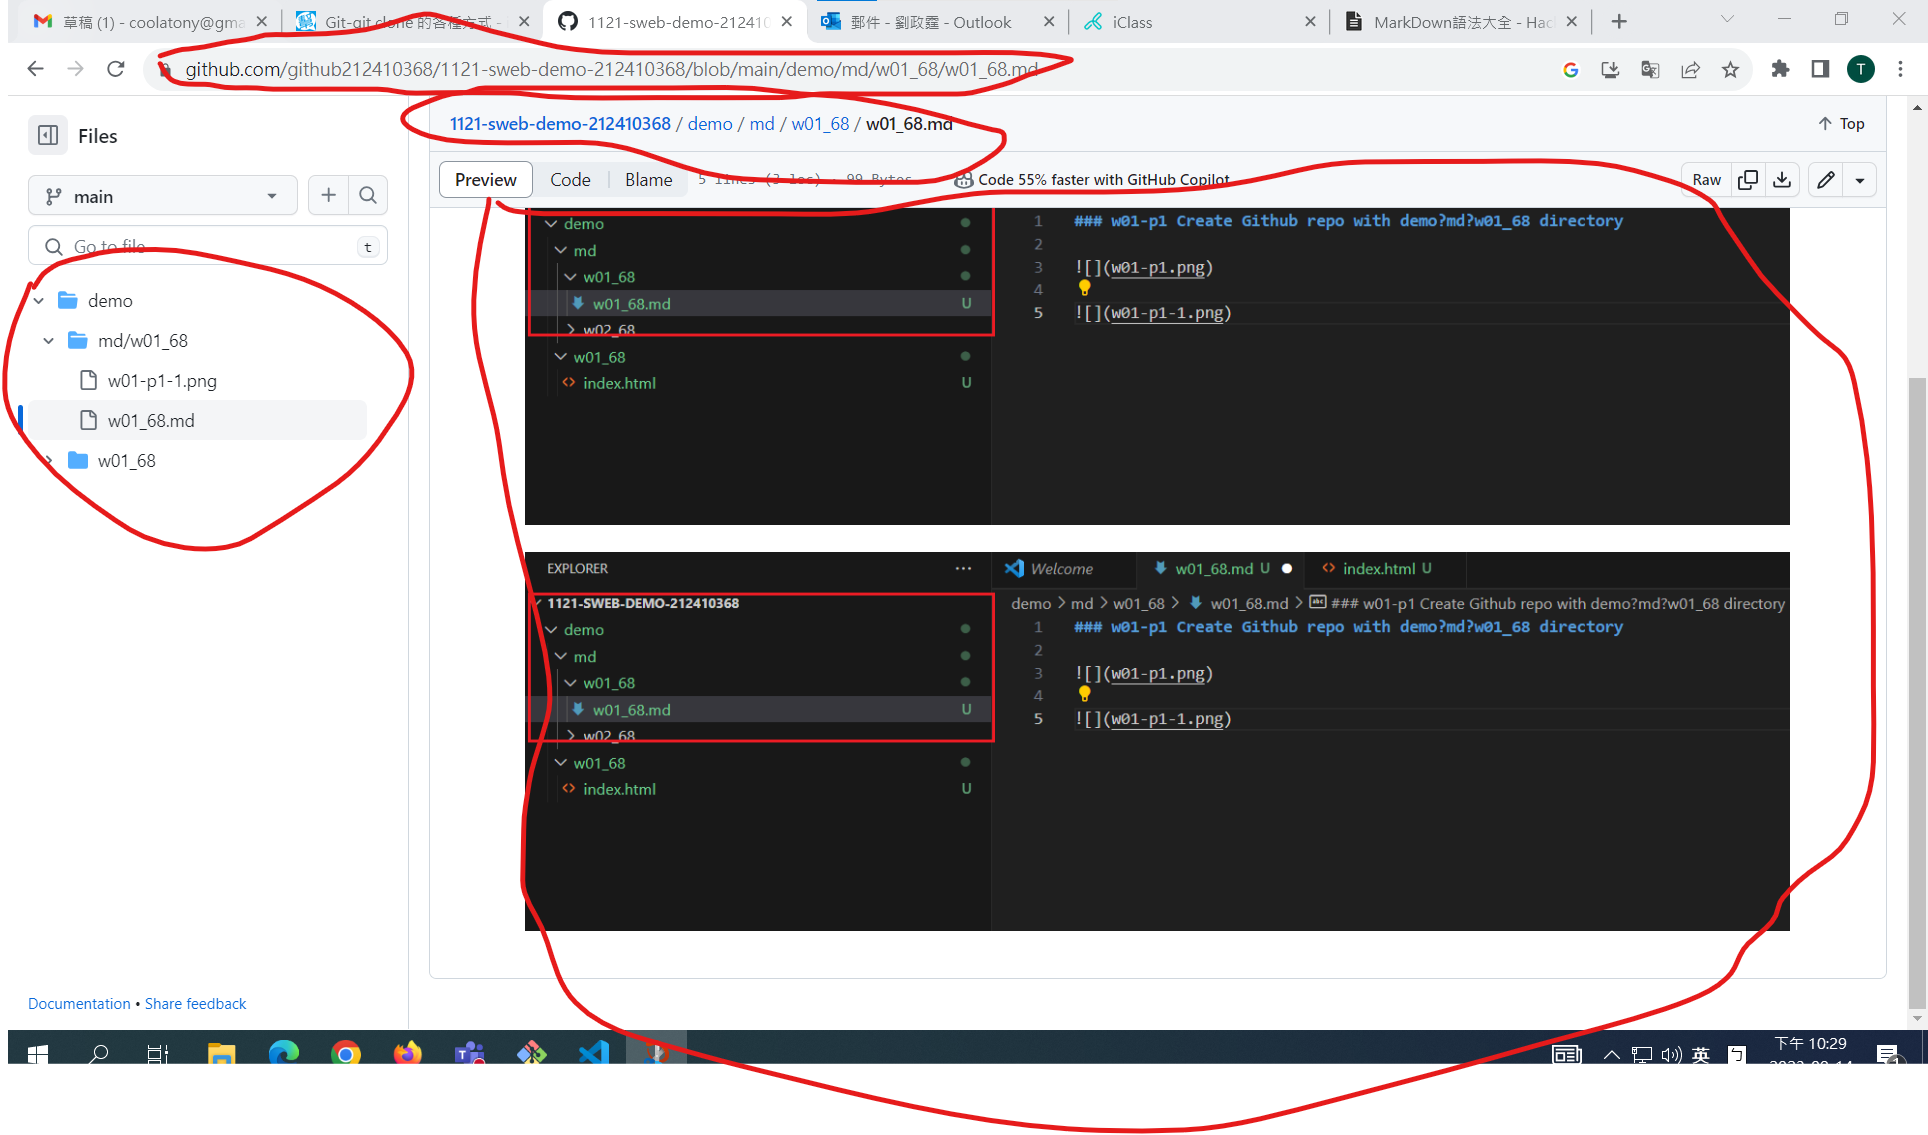 草稿 (1) - coolatony@gma
Git-git clone 的各種方式 -
1121-sweb-demo-212410
郵件 - 劉政霆 - Outlook
iClass
MarkDown語法大全 - Hac
github.com/github212410368/1121-sweb-demo-212410368/blob/main/demo/md/w01_68/w01_68.md
T
Files
1121-sweb-demo-212410368 / demo / md / w01_68 / w01_68.md
Top
main
Preview
Code
Blame
5 lines (3 loc) · 99 Bytes
Code 55% faster with GitHub Copilot
Raw
Go to file
t
demo
md/w01_68
w01-p1-1.png
w01_68.md
w01_68
demo
md
w01_68
w01_68.md U
w02_68
w01_68
index.html U
1 ### w01-p1 Create Github repo with demo?md?w01_68 directory
2
3 ![](w01-p1.png)
4
5 ![](w01-p1-1.png)
EXPLORER
Welcome
w01_68.md U
index.html U
1121-SWEB-DEMO-212410368
demo > md > w01_68 > w01_68.md > ### w01-p1 Create Github repo with demo?md?w01_68 directory
demo
md
w01_68
w01_68.md U
w02_68
w01_68
index.html U
1 ### w01-p1 Create Github repo with demo?md?w01_68 directory
2
3 ![](w01-p1.png)
4
5 ![](w01-p1-1.png)
Documentation • Share feedback
英
下午 10:29